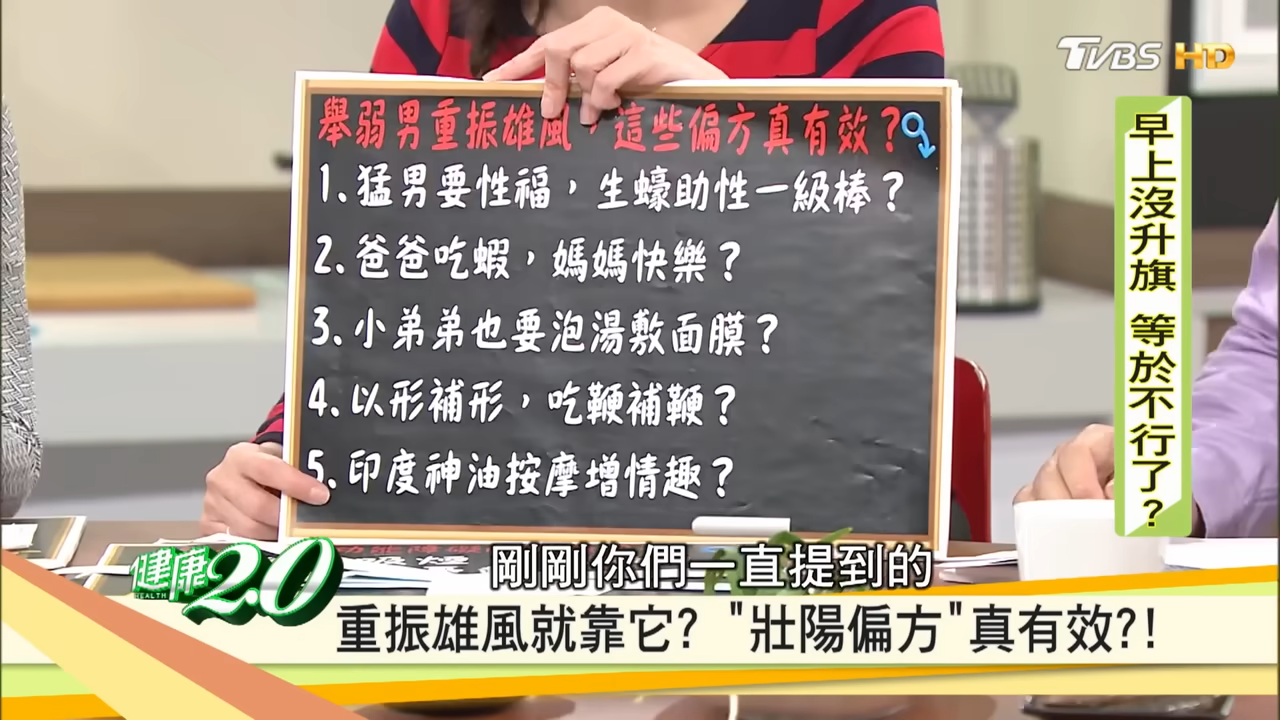 TVBS HD
早上沒升旗 等於不行了?
舉弱男重振雄風，這些偏方真有效？
1.猛男要性福，生蠔助性一級棒？
2.爸爸吃蝦，媽媽快樂？
3.小弟弟也要泡湯敷面膜？
4.以形補形，吃鞭補鞭？
5.印度神油按摩增情趣？
剛剛你們一直提到的
健康2.0
HEALTH
重振雄風就靠它? "壯陽偏方"真有效?!